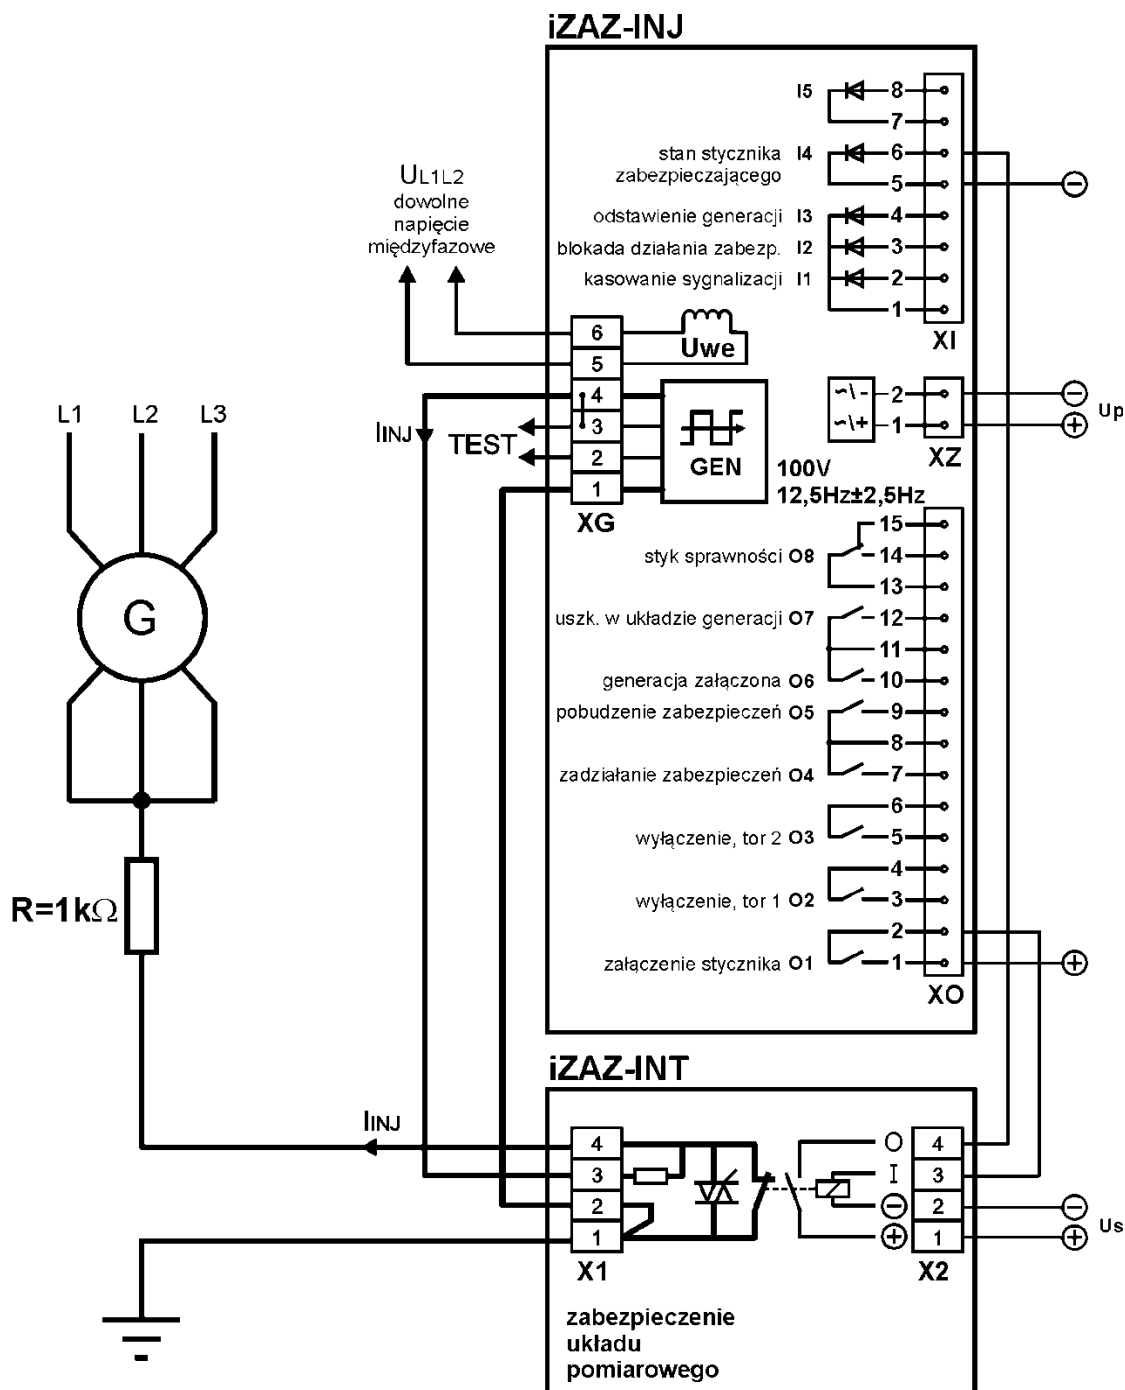 iZAZ-INJ
I5 8
7
stan stycznika I4 6
zabezpieczającego 5
odstawienie generacji I3 4
blokada działania zabezp. I2 3
kasowanie sygnalizacji I1 2
1
XI
UL1L2
dowolne
napięcie
międzyfazowe
6
5
4
3
2
1
XG
Uwe
IINJ
TEST
GEN
100V
12,5Hz±2,5Hz
~\- 2
~\+ 1
XZ
Up
L1 L2 L3
G
R=1kΩ
15
styk sprawności O8 14
13
uszk. w układzie generacji O7 12
11
generacja załączona O6 10
pobudzenie zabezpieczeń O5 9
8
zadziałanie zabezpieczeń O4 7
6
wyłączenie, tor 2 O3 5
4
wyłączenie, tor 1 O2 3
2
załączenie stycznika O1 1
XO
iZAZ-INT
IINJ
4
3
2
1
X1
O 4
I 3
2
1
X2
Us
zabezpieczenie
układu
pomiarowego